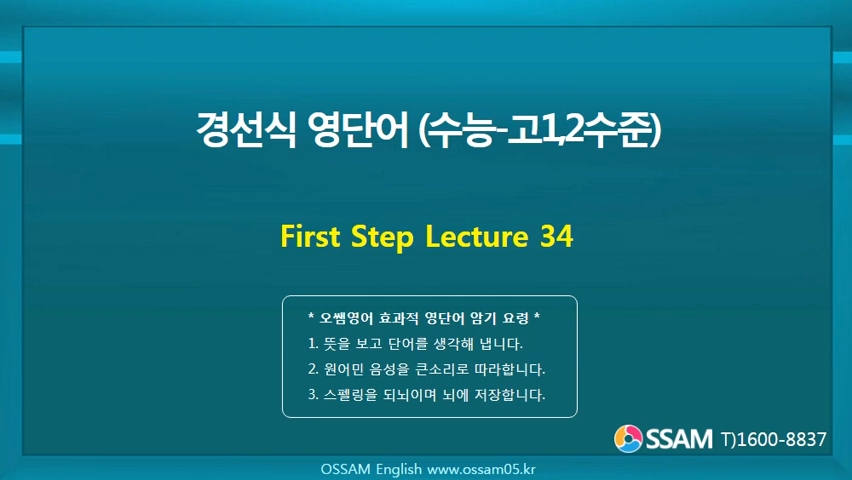 경선식 영단어 (수능-고1,2수준)
First Step Lecture 34
* 오쌤영어 효과적 영단어 암기 요령 *
1. 뜻을 보고 단어를 생각해 냅니다.
2. 원어민 음성을 큰소리로 따라합니다.
3. 스펠링을 되뇌이며 뇌에 저장합니다.
OSSAM T)1600-8837
OSSAM English www.ossam05.kr